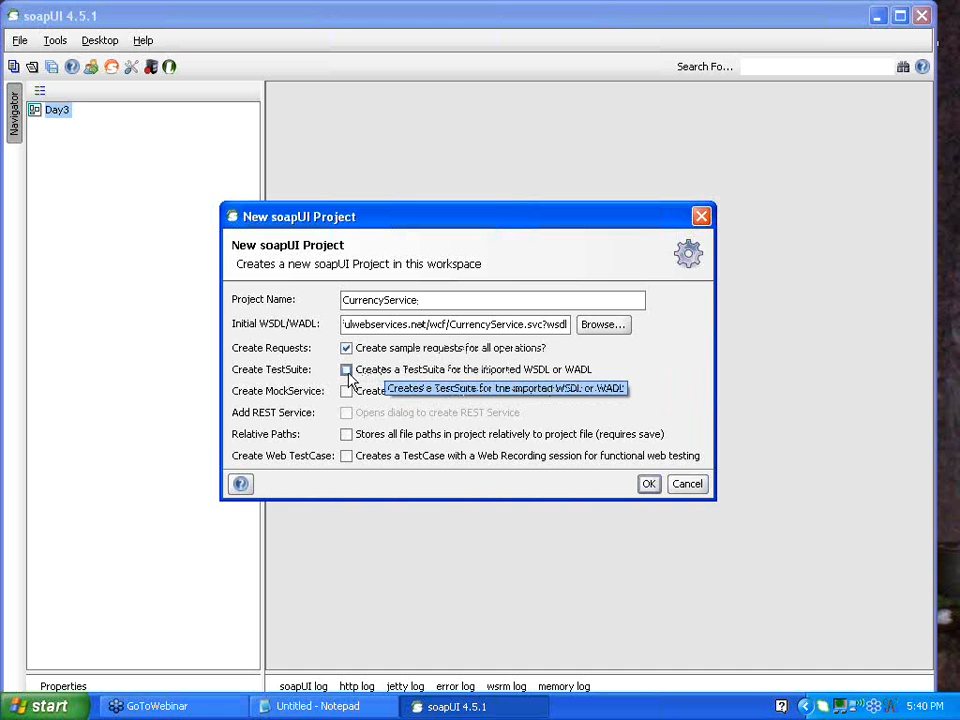 soapUI 4.5.1
File Tools Desktop Help
Search Fo...
Navigator
Day3
New soapUI Project
New soapUI Project
Creates a new soapUI Project in this workspace
Project Name: CurrencyService;
Initial WSDL/WADL: ulwebservices.net/wcf/CurrencyService.svc?wsdl Browse...
Create Requests: Create sample requests for all operations?
Create TestSuite: Creates a TestSuite for the imported WSDL or WADL
Creates a TestSuite for the imported WSDL or WADL
Create MockService: Create
Add REST Service: Opens dialog to create REST Service
Relative Paths: Stores all file paths in project relatively to project file (requires save)
Create Web TestCase: Creates a TestCase with a Web Recording session for functional web testing
OK Cancel
Properties
soapUI log http log jetty log error log wsrm log memory log
start GoToWebinar Untitled - Notepad soapUI 4.5.1 5:40 PM